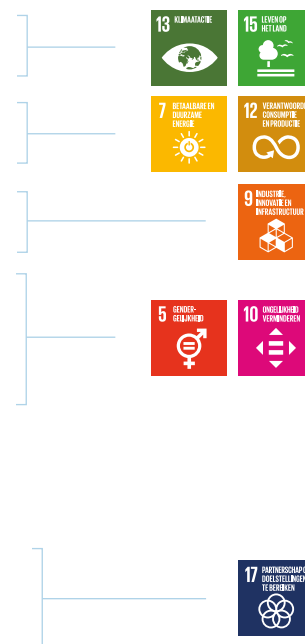 13 KLIMAATACTIE
15 LEVEN OP
HET LAND
7 BETAALBARE EN
DUURZAME
ENERGIE
12 VERANTWOORDE
CONSUMPTIE
EN PRODUCTIE
9 INDUSTRIE,
INNOVATIE EN
INFRASTRUCTUUR
5 GENDER-
GELIJKHEID
10 ONGELIJKHEID
VERMINDEREN
17 PARTNERSCHAP O
DOELSTELLINGEN
TE BEREIKEN